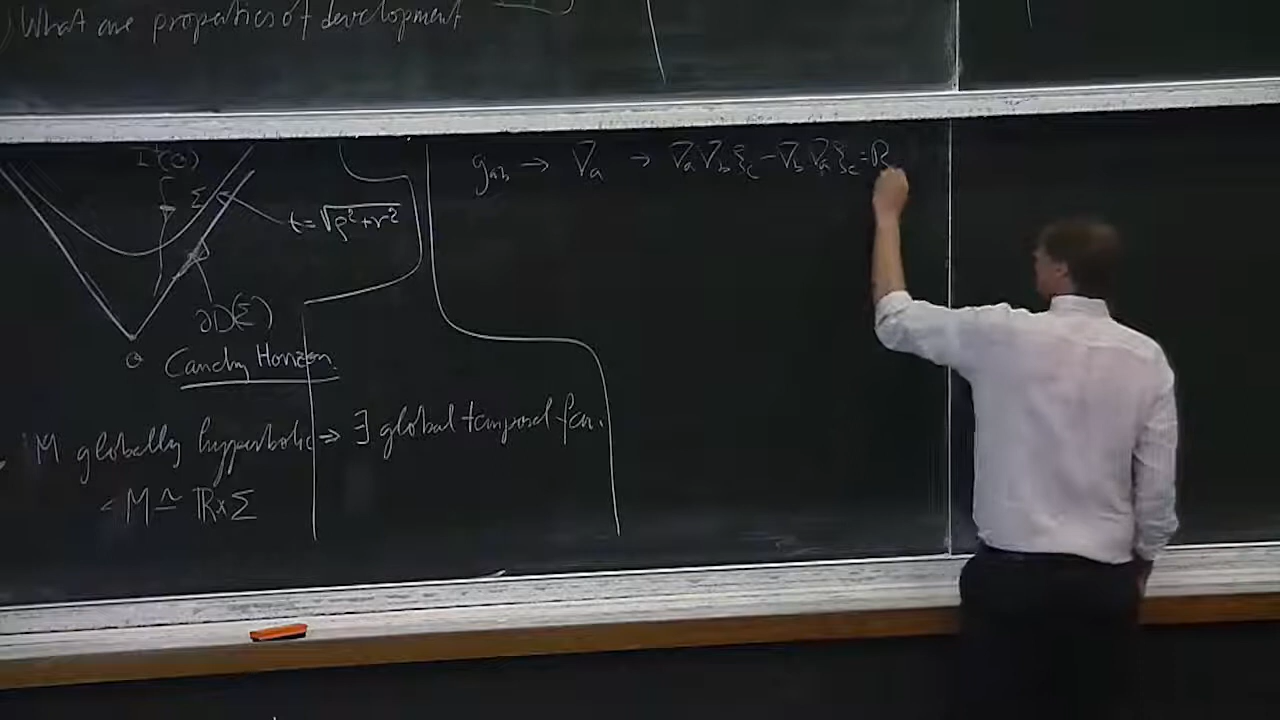 ) What are properties of development
I⁺(O)
Σ
t = √ρ²+r²
∂D(Σ)
O
Cauchy Horizon.
M globally hyperbolic ⇒ ∃ global temporal fcn.
M ≃ ℝ×Σ
g_ab → ∇_a → ∇_a ∇_b ξ_c − ∇_b ∇_a ξ_c = R